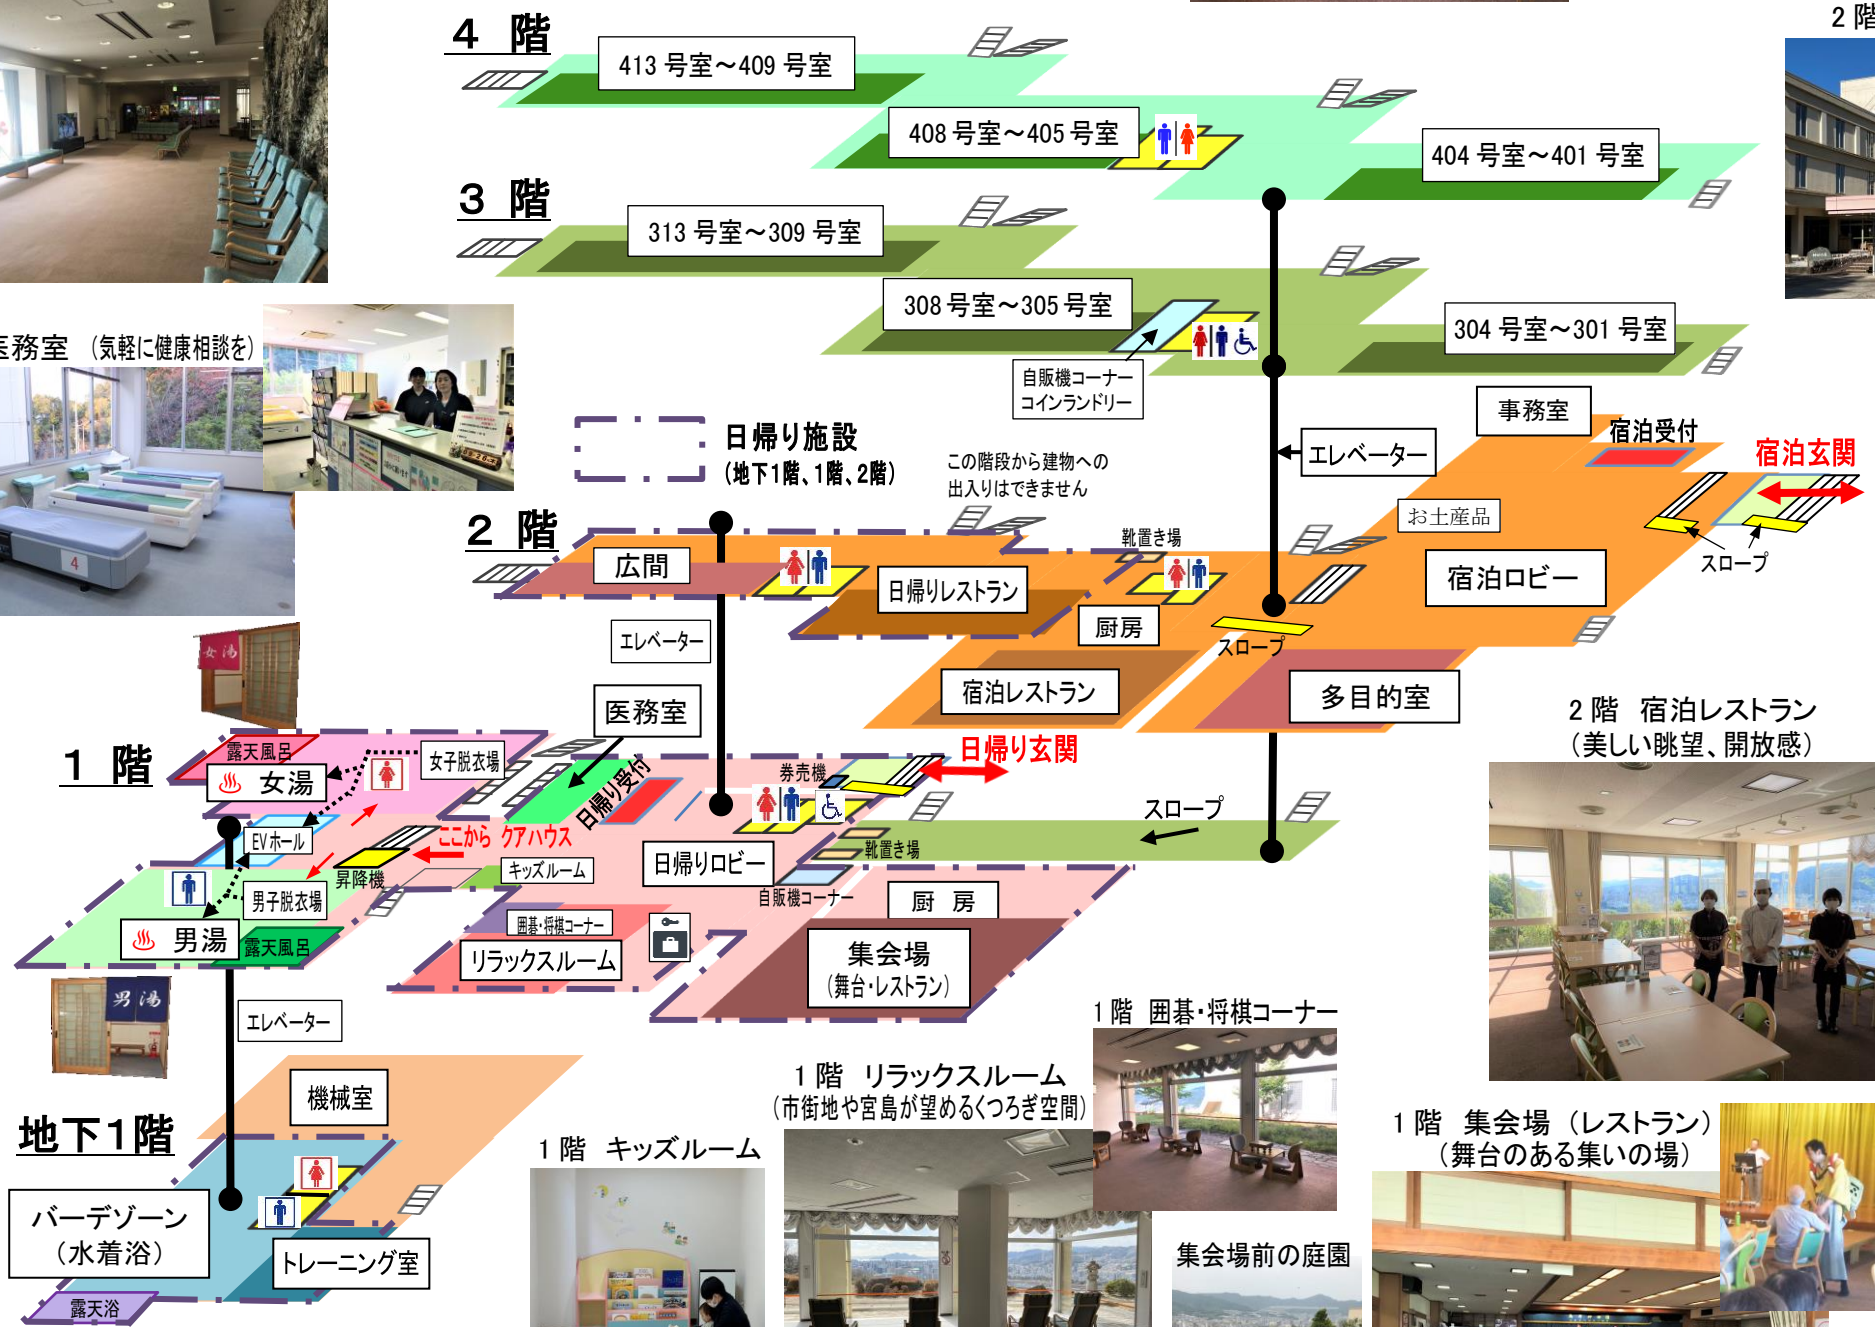 2 階
4 階
413 号室～409 号室
408 号室～405 号室
404 号室～401 号室
3 階
313 号室～309 号室
308 号室～305 号室
304 号室～301 号室
自販機コーナー
コインランドリー
医務室 （気軽に健康相談を）
4
日帰り施設
（地下1階、1階、2階）
この階段から建物への
出入りはできません
エレベーター
事務室
宿泊受付
宿泊玄関
お土産品
スロープ
宿泊ロビー
2 階
広間
日帰りレストラン
靴置き場
厨房
スロープ
宿泊レストラン
多目的室
エレベーター
女湯
1 階
露天風呂
女湯
女子脱衣場
医務室
日帰り受付
券売機
日帰り玄関
EVホール
昇降機
ここから クアハウス
キッズルーム
日帰りロビー
靴置き場
自販機コーナー
スロープ
男子脱衣場
男湯
露天風呂
囲碁・将棋コーナー
リラックスルーム
厨 房
集会場
（舞台・レストラン）
男湯
エレベーター
2 階 宿泊レストラン
（美しい眺望、開放感）
地下1階
機械室
バーデゾーン
（水着浴）
トレーニング室
露天浴
1 階 キッズルーム
1 階 リラックスルーム
（市街地や宮島が望めるくつろぎ空間）
1 階 囲碁・将棋コーナー
集会場前の庭園
1 階 集会場 （レストラン）
（舞台のある集いの場）